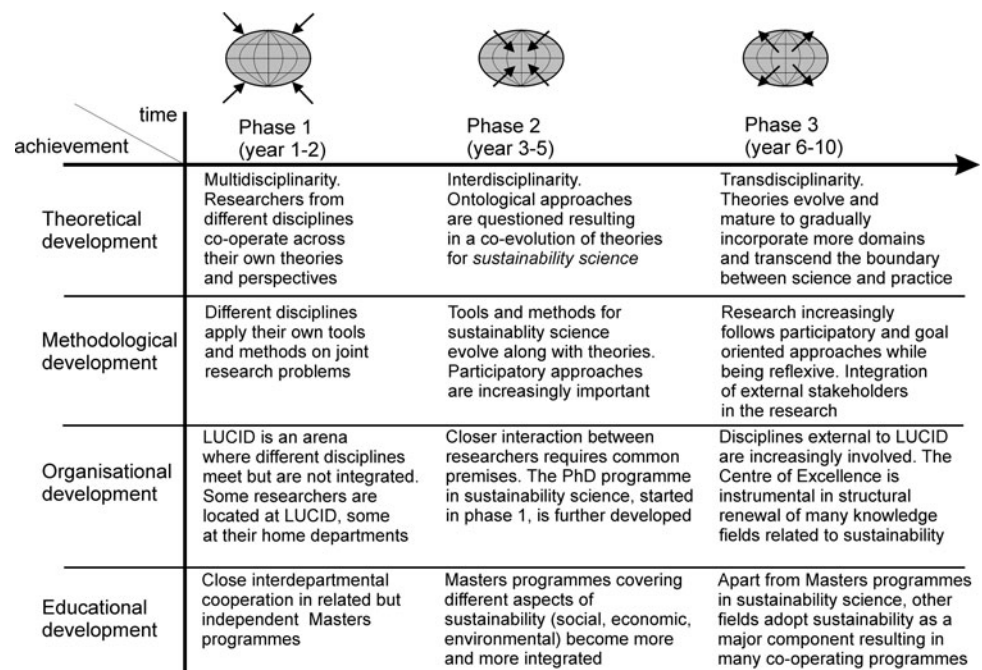 time
achievement
Phase 1
(year 1-2)
Phase 2
(year 3-5)
Phase 3
(year 6-10)
Theoretical
development
Multidisciplinarity.
Researchers from
different disciplines
co-operate across
their own theories
and perspectives
Interdisciplinarity.
Ontological approaches
are questioned resulting
in a co-evolution of theories
for sustainability science
Transdisciplinarity.
Theories evolve and
mature to gradually
incorporate more domains
and transcend the boundary
between science and practice
Methodological
development
Different disciplines
apply their own tools
and methods on joint
research problems
Tools and methods for
sustainablity science
evolve along with theories.
Participatory approaches
are increasingly important
Research increasingly
follows participatory and goal
oriented approaches while
being reflexive. Integration
of external stakeholders
in the research
Organisational
development
LUCID is an arena
where different disciplines
meet but are not integrated.
Some researchers are
located at LUCID, some
at their home departments
Closer interaction between
researchers requires common
premises. The PhD programme
in sustainability science, started
in phase 1, is further developed
Disciplines external to LUCID
are increasingly involved. The
Centre of Excellence is
instrumental in structural
renewal of many knowledge
fields related to sustainability
Educational
development
Close interdepartmental
cooperation in related but
independent Masters
programmes
Masters programmes covering
different aspects of
sustainability (social, economic,
environmental) become more
and more integrated
Apart from Masters programmes
in sustainability science, other
fields adopt sustainability as a
major component resulting in
many co-operating programmes